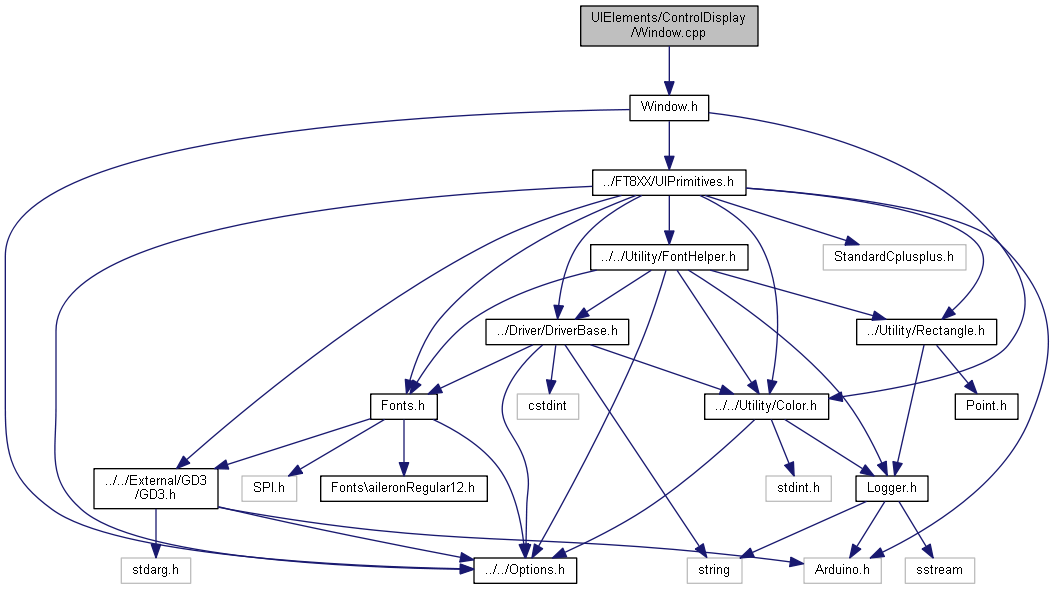 UIElements/ControlDisplay
/Window.cpp
Window.h
../FT8XX/UIPrimitives.h
../../Utility/FontHelper.h
StandardCplusplus.h
../Driver/DriverBase.h
../Utility/Rectangle.h
Fonts.h
cstdint
../../Utility/Color.h
Point.h
../../External/GD3
/GD3.h
SPI.h
Fonts\aileronRegular12.h
stdint.h
Logger.h
stdarg.h
../../Options.h
string
Arduino.h
sstream